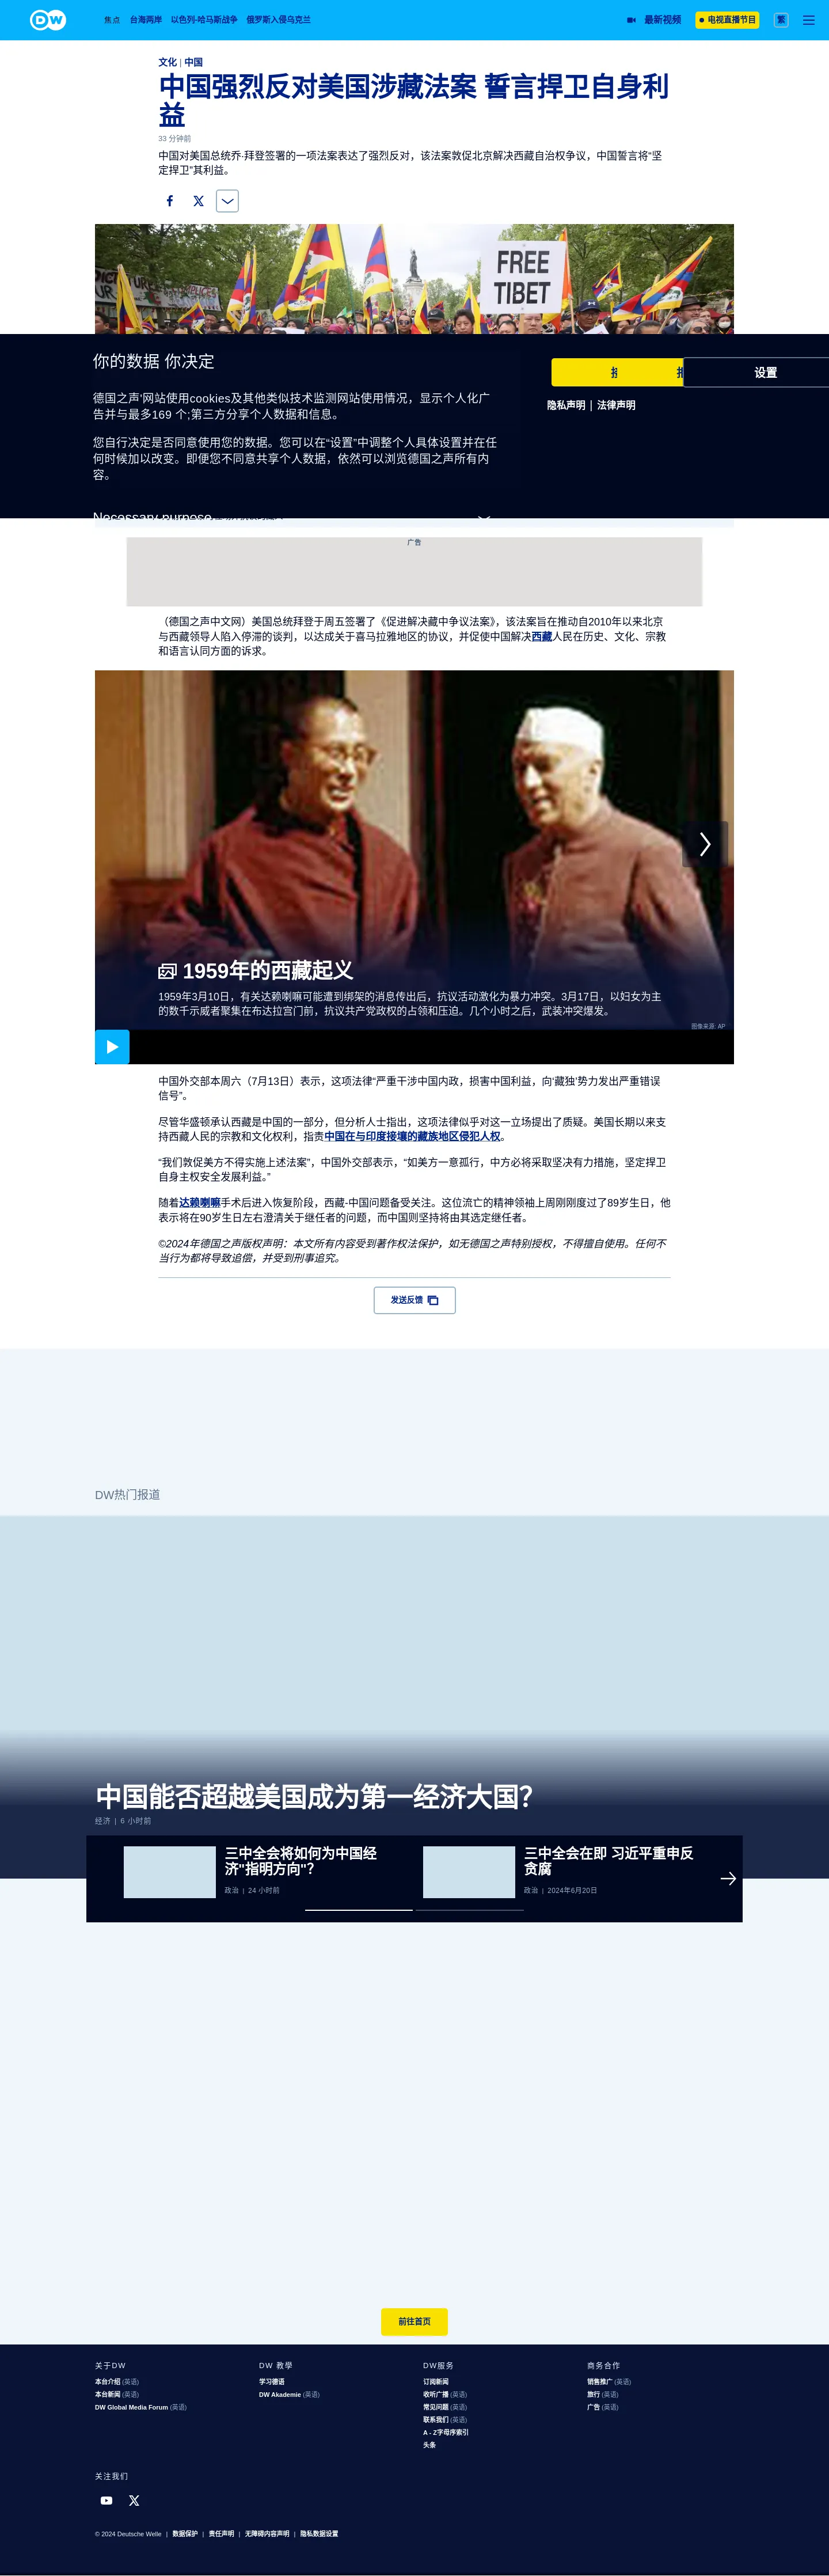 DW
焦点 台海两岸 以色列-哈马斯战争 俄罗斯入侵乌克兰 最新视频 电视直播节目 繁
文化 | 中国
中国强烈反对美国涉藏法案 誓言捍卫自身利
益
33 分钟前
中国对美国总统乔·拜登签署的一项法案表达了强烈反对，该法案敦促北京解决西藏自治权争议，中国誓言将“坚
定捍卫”其利益。
FREE
TIBET
你的数据 你决定
设置
德国之声'网站使用cookies及其他类似技术监测网站使用情况，显示个人化广
告并与最多169 个;第三方分享个人数据和信息。
隐私声明 | 法律声明
您自行决定是否同意使用您的数据。您可以在“设置”中调整个人具体设置并在任
何时候加以改变。即便您不同意共享个人数据，依然可以浏览德国之声所有内
容。
Necessary purpose
广告
（德国之声中文网）美国总统拜登于周五签署了《促进解决藏中争议法案》，该法案旨在推动自2010年以来北京
与西藏领导人陷入停滞的谈判，以达成关于喜马拉雅地区的协议，并促使中国解决西藏人民在历史、文化、宗教
和语言认同方面的诉求。
1959年的西藏起义
1959年3月10日，有关达赖喇嘛可能遭到绑架的消息传出后，抗议活动激化为暴力冲突。3月17日，以妇女为主
的数千示威者聚集在布达拉宫门前，抗议共产党政权的占领和压迫。几个小时之后，武装冲突爆发。
图像来源: AP
中国外交部本周六（7月13日）表示，这项法律“严重干涉中国内政，损害中国利益，向‘藏独’势力发出严重错误
信号”。
尽管华盛顿承认西藏是中国的一部分，但分析人士指出，这项法律似乎对这一立场提出了质疑。美国长期以来支
持西藏人民的宗教和文化权利，指责中国在与印度接壤的藏族地区侵犯人权。
“我们敦促美方不得实施上述法案”，中国外交部表示，“如美方一意孤行，中方必将采取坚决有力措施，坚定捍卫
自身主权安全发展利益。”
随着达赖喇嘛手术后进入恢复阶段，西藏-中国问题备受关注。这位流亡的精神领袖上周刚刚度过了89岁生日，他
表示将在90岁生日左右澄清关于继任者的问题，而中国则坚持将由其选定继任者。
©2024年德国之声版权声明：本文所有内容受到著作权法保护，如无德国之声特别授权，不得擅自使用。任何不
当行为都将导致追偿，并受到刑事追究。
发送反馈
DW热门报道
中国能否超越美国成为第一经济大国？
经济 | 6 小时前
三中全会将如何为中国经
济"指明方向"？
政治 | 24 小时前
三中全会在即 习近平重申反
贪腐
政治 | 2024年6月20日
前往首页
关于DW
本台介绍 (英语)
本台新闻 (英语)
DW Global Media Forum (英语)
DW 教學
学习德语
DW Akademie (英语)
DW服务
订阅新闻
收听广播 (英语)
常见问题 (英语)
联系我们 (英语)
A - Z字母序索引
头条
商务合作
销售推广 (英语)
旅行 (英语)
广告 (英语)
关注我们
© 2024 Deutsche Welle | 数据保护 | 责任声明 | 无障碍内容声明 | 隐私数据设置